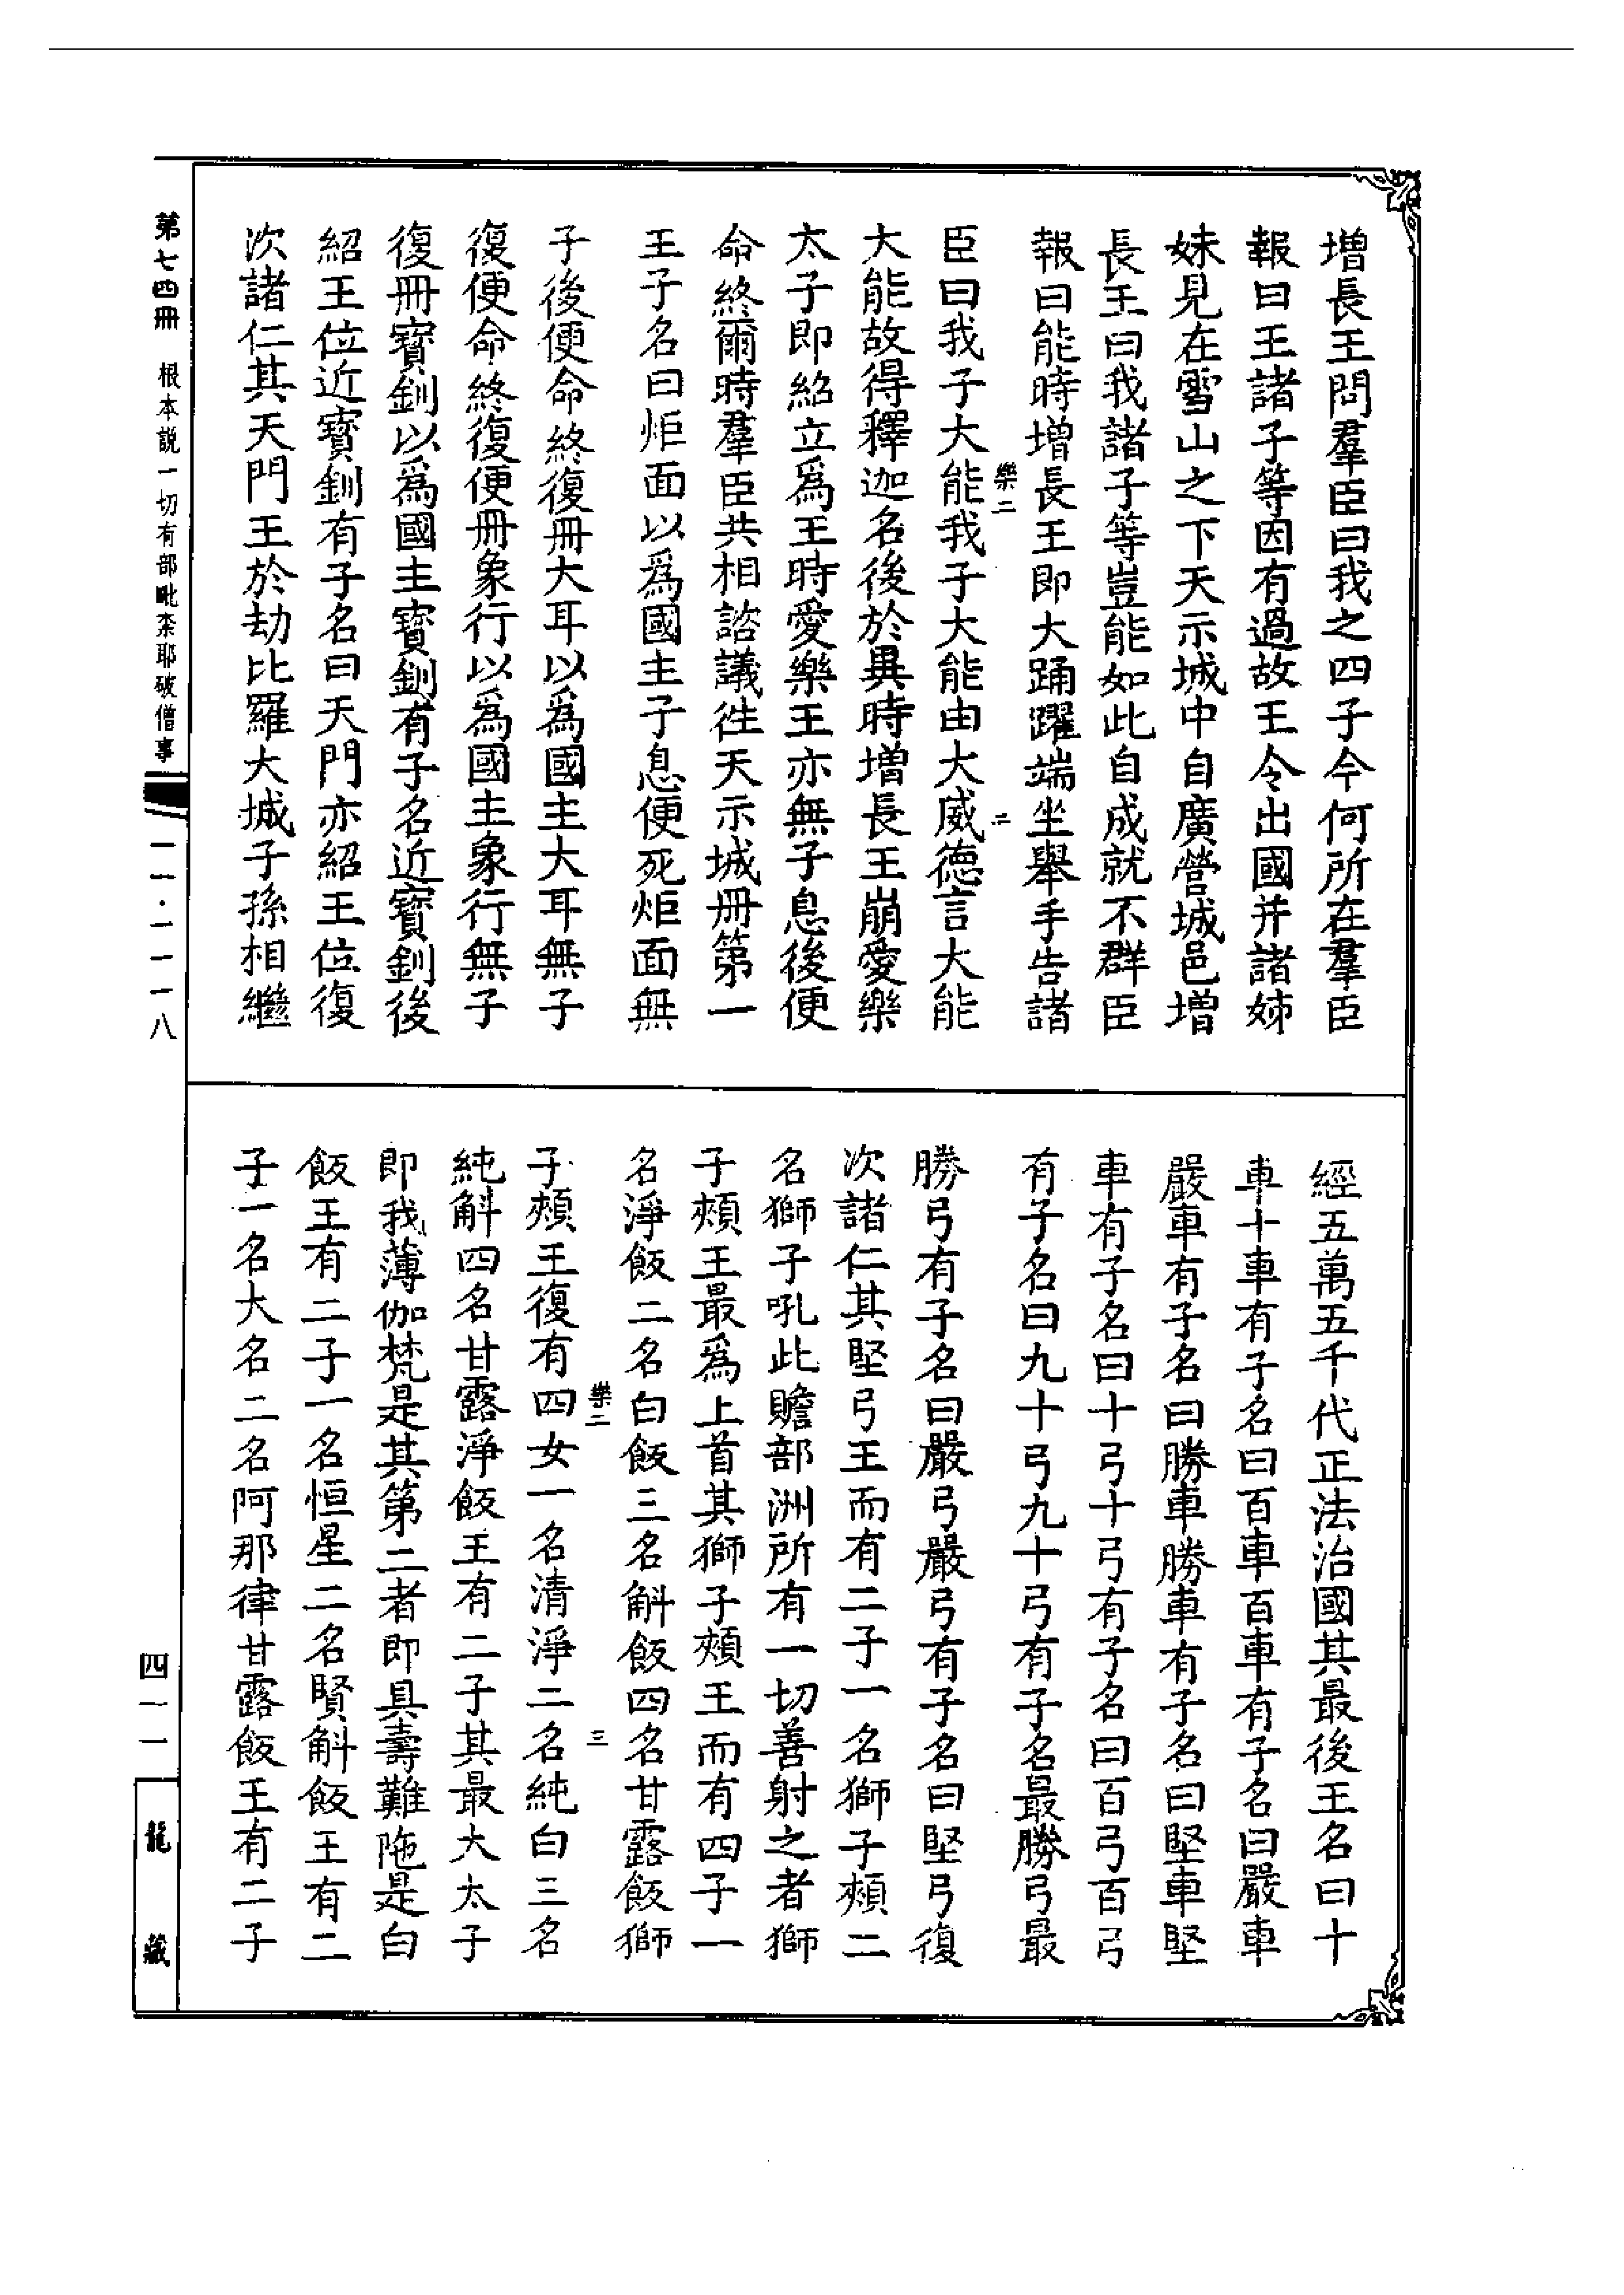 增長王問羣臣曰我之四子今何所在羣臣
報曰王諸子等因有過故王令出國并諸姊
妹見在雪山之下天示城中自廣營城邑增
長王曰我諸子等豈能如此自成就不群臣
報曰能時增長王即大踊躍端坐舉手告諸
樂二 二
臣曰我子大能我子大能由大威德言大能
大能故得釋迦名後於異時增長王崩愛樂
太子即紹立爲王時愛樂王亦無子息後便
命終爾時羣臣共相諮議往天示城冊第一
王子名曰炬面以爲國主子息便死炬面無
子後便命終復冊大耳以爲國主大耳無子
復便命終復便冊象行以爲國主象行無子
復冊寶釧以爲國主寶釧有子名近寶釧後
紹王位近寶釧有子名曰天門亦紹王位復
次諸仁其天門王於劫比羅大城子孫相繼
經五萬五千代正法治國其最後王名曰十
車十車有子名曰百車百車有子名曰嚴車
嚴車有子名曰勝車勝車有子名曰堅車堅
車有子名曰十弓十弓有子名曰百弓百弓
有子名曰九十弓九十弓有子名最勝弓最
勝弓有子名曰嚴弓嚴弓有子名曰堅弓復
次諸仁其堅弓王而有二子一名獅子頰二
名獅子吼此贍部洲所有一切善射之者獅
子頰王最爲上首其獅子頰王而有四子一
名淨飯二名白飯三名斛飯四名甘露飯獅
樂二 三
子頰王復有四女一名清淨二名純白三名
純斛四名甘露淨飯王有二子其最大太子
即我薄伽梵是其第二者即具壽難陁是白
飯王有二子一名恒星二名賢斛飯王有二
子一名大名二名阿那律甘露飯王有二子
第七四冊 根本説一切有部毗柰耶破僧事 一一·一一一八
四一一
龍藏